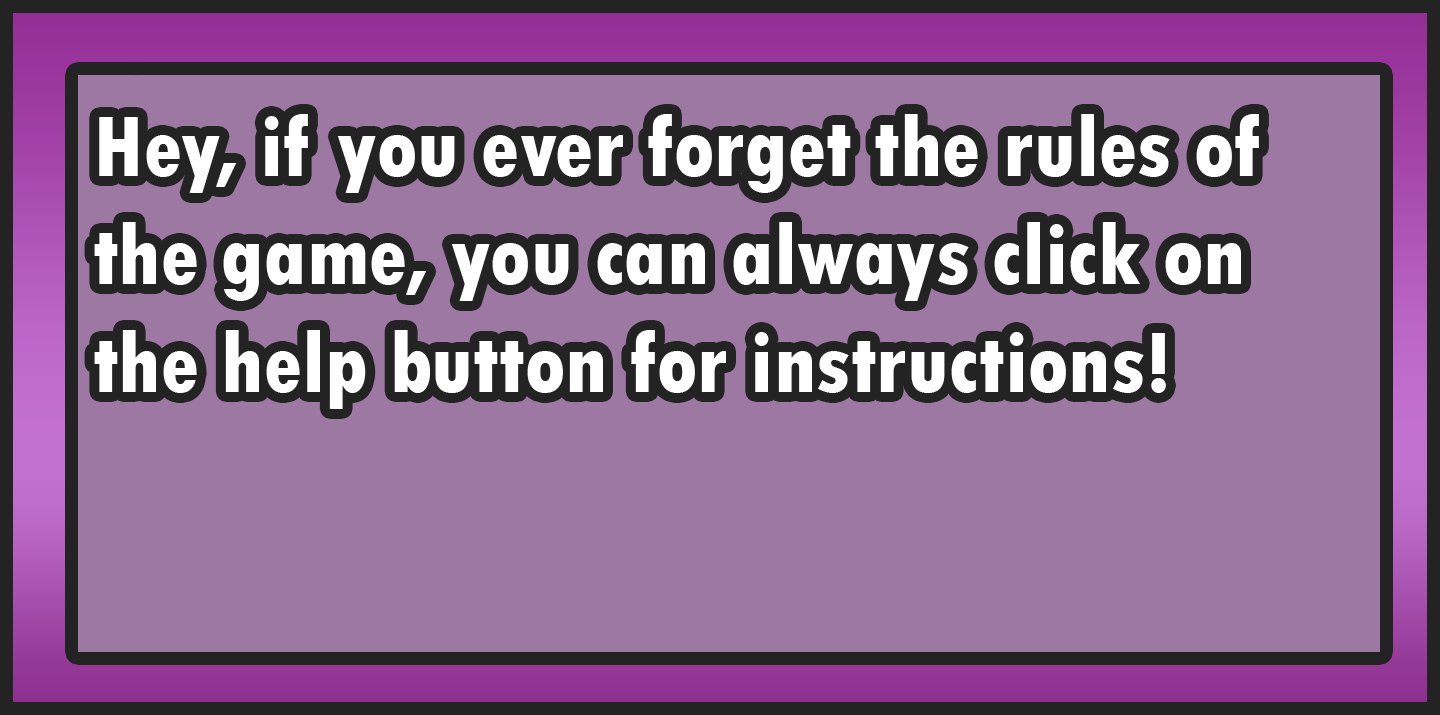 Hey, if you ever forget the rules of
the game, you can always click on
the help button for instructions!